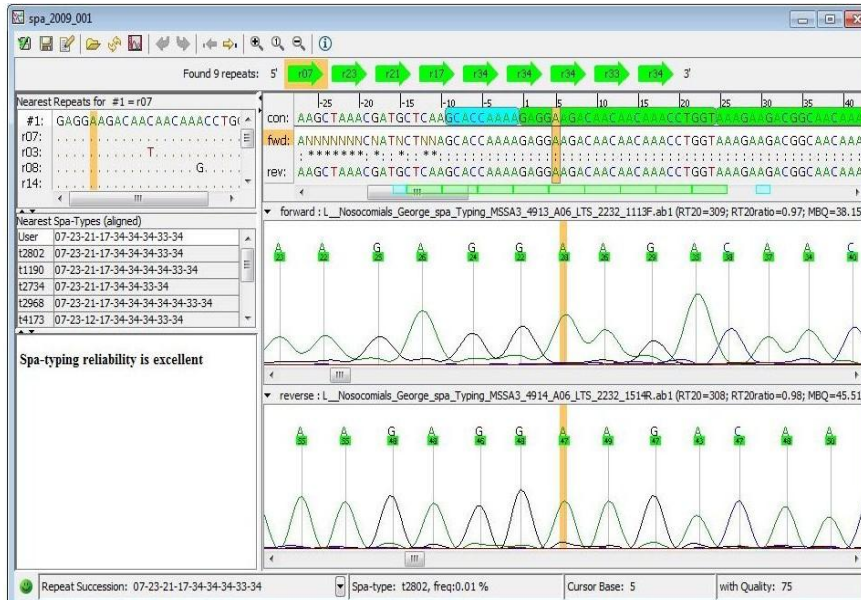 spa_2009_001
Found 9 repeats: 5' r07 r23 r21 r17 r34 r34 r34 r33 r34 3'
Nearest Repeats for #1 = r07
#1: GAGGAAGACAACAACAAACCTG
r07:
r03: T
r08: G
r14:
Nearest Spa-Types (aligned)
User 07-23-21-17-34-34-34-33-34
t2802 07-23-21-17-34-34-34-33-34
t1190 07-23-21-17-34-34-33-34
t2734 07-23-21-17-34-33-34
t2968 07-23-21-17-34-34-34-34-33-34
t4173 07-23-12-17-34-34-34-33-34
Spa-typing reliability is excellent
-25 -20 -15 -10 -5 1 5 10 15 20 25 30 35 40
con: AAGCTAAACGATGCTCAAGCACCAAAAGAGGAAGACAACAACAAACCTGGTAAAGAAGACGGCAACAAA
fwd: ANNNNNNNCNATNCTNNAGCACCAAAAGAGGAAGACAACAACAAACCTGGTAAAGAAGACGGCAACAAA
rev: AAGCTAAACGATGCTCAAGCACCAAAAGAGGAAGACAACAACAAACCTGGTAAAGAAGACGGCAACAAA
forward : L__Nosocomials_George_spa_Typing_MSSA3_4913_A06_LTS_2232_1113F.ab1 (RT20=309; RT20ratio=0.97; MBQ=38.15
A A G A G G A A G A C A A C
reverse : L__Nosocomials_George_spa_Typing_MSSA3_4914_A06_LTS_2232_1514R.ab1 (RT20=308; RT20ratio=0.98; MBQ=45.51
A A G A G G A A G A C A A
Repeat Succession: 07-23-21-17-34-34-34-33-34 Spa-type: t2802, freq:0.01 % Cursor Base: 5 with Quality: 75